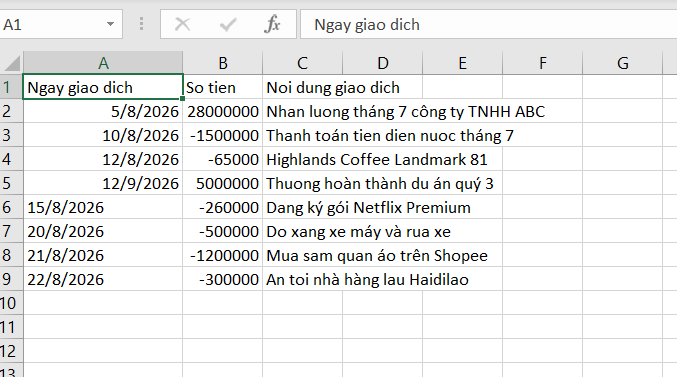 A1 fx Ngay giao dich
A B C D E F G
1 Ngay giao dich So tien Noi dung giao dich
2 5/8/2026 28000000 Nhan luong tháng 7 công ty TNHH ABC
3 10/8/2026 -1500000 Thanh toán tien dien nuoc tháng 7
4 12/8/2026 -65000 Highlands Coffee Landmark 81
5 12/9/2026 5000000 Thuong hoàn thành du án quý 3
6 15/8/2026 -260000 Dang ký gói Netflix Premium
7 20/8/2026 -500000 Do xang xe máy và rua xe
8 21/8/2026 -1200000 Mua sam quan áo trên Shopee
9 22/8/2026 -300000 An toi nhà hàng lau Haidilao
10
11
12
13